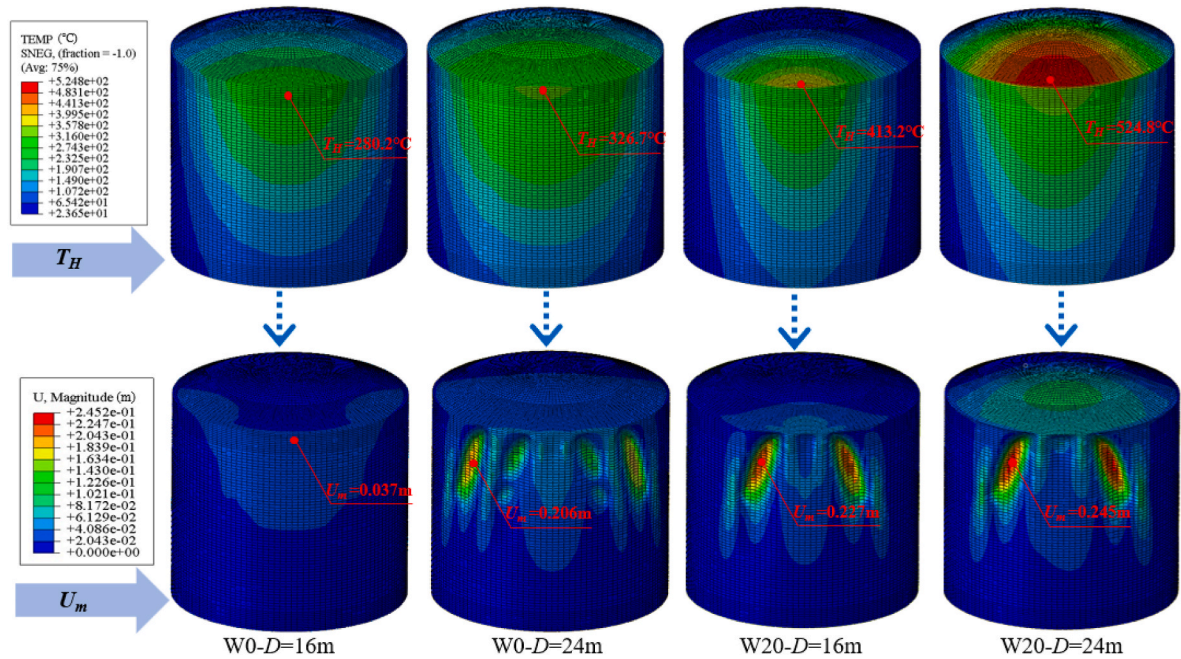 TEMP (℃)
SNEG, (fraction = -1.0)
(Avg: 75%)
+5.248e+02
+4.831e+02
+4.413e+02
+3.995e+02
+3.578e+02
+3.160e+02
+2.743e+02
+2.325e+02
+1.907e+02
+1.490e+02
+1.072e+02
+6.542e+01
+2.365e+01
T_H=280.2℃
T_H=326.7℃
T_H=413.2℃
T_H=524.8℃
T_H
U, Magnitude (m)
+2.452e-01
+2.247e-01
+2.043e-01
+1.839e-01
+1.634e-01
+1.430e-01
+1.226e-01
+1.021e-01
+8.172e-02
+6.129e-02
+4.086e-02
+2.043e-02
+0.000e+00
U_m=0.037m
U_m=0.206m
U_m=0.227m
U_m=0.245m
U_m
W0-D=16m
W0-D=24m
W20-D=16m
W20-D=24m